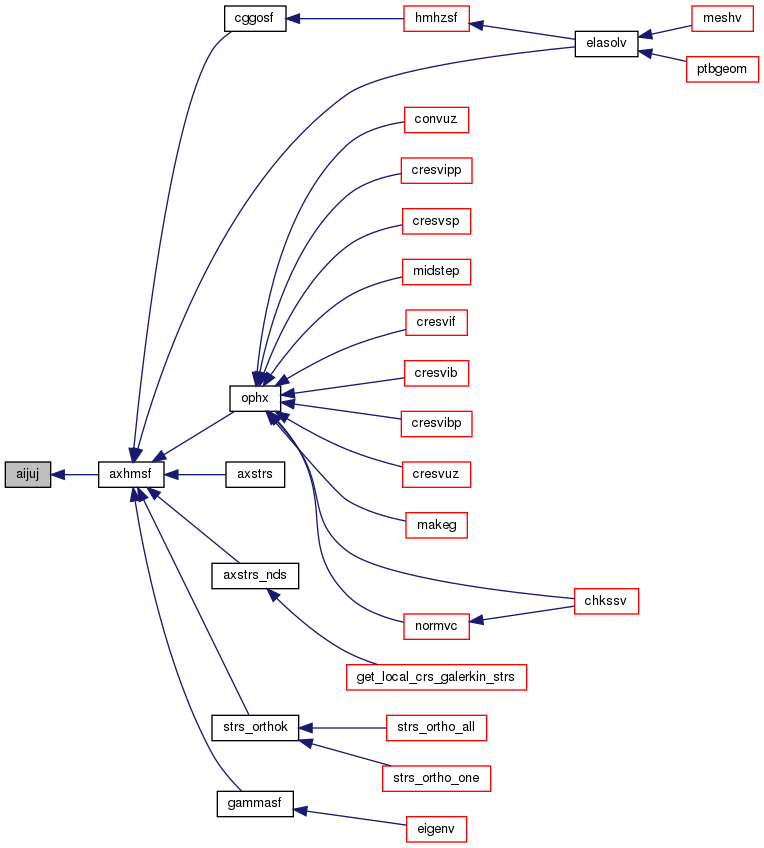 cggosf
hmhzsf
meshv
elasolv
ptbgeom
convuz
cresvipp
cresvsp
midstep
cresvif
cresvib
ophx
cresvibp
aijuj
axhmsf
axstrs
cresvuz
makeg
axstrs_nds
chkssv
normvc
get_local_crs_galerkin_strs
strs_orthok
strs_ortho_all
strs_ortho_one
gammasf
eigenv